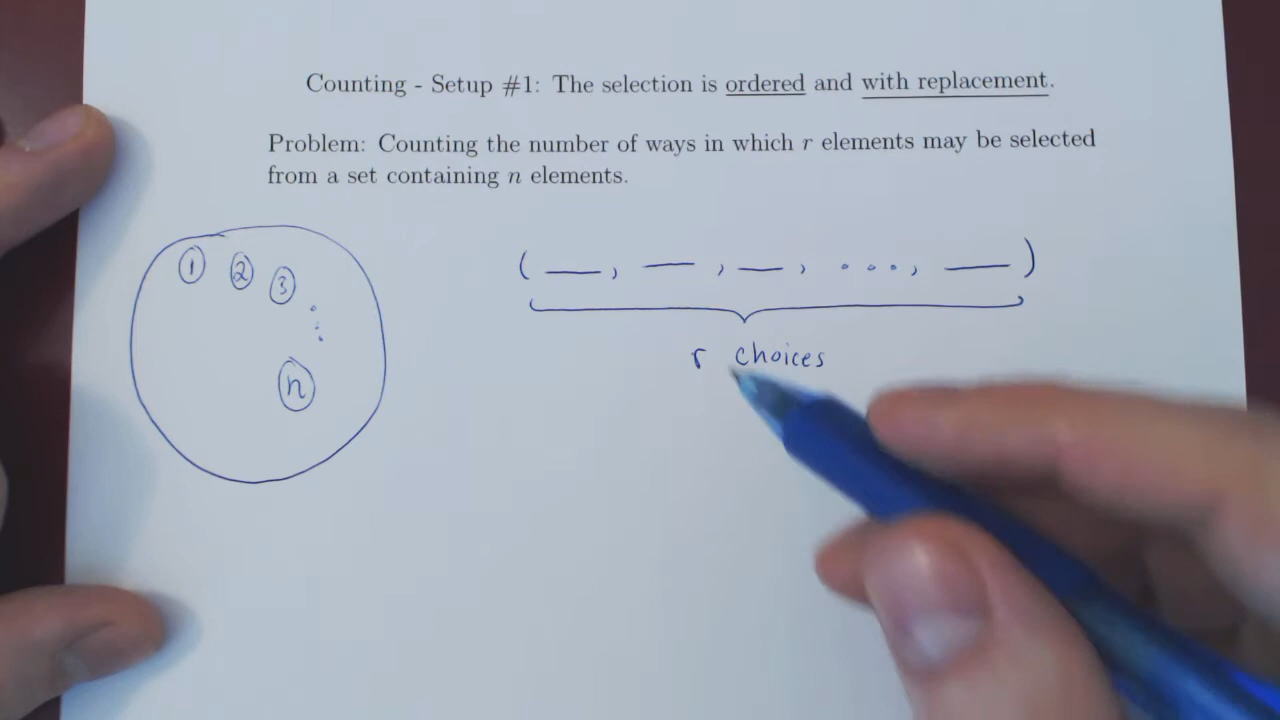 Counting - Setup #1: The selection is ordered and with replacement.
Problem: Counting the number of ways in which r elements may be selected
from a set containing n elements.
1 2 3
⋮
n
( __ , __ , __ , ..., __ )
r choices